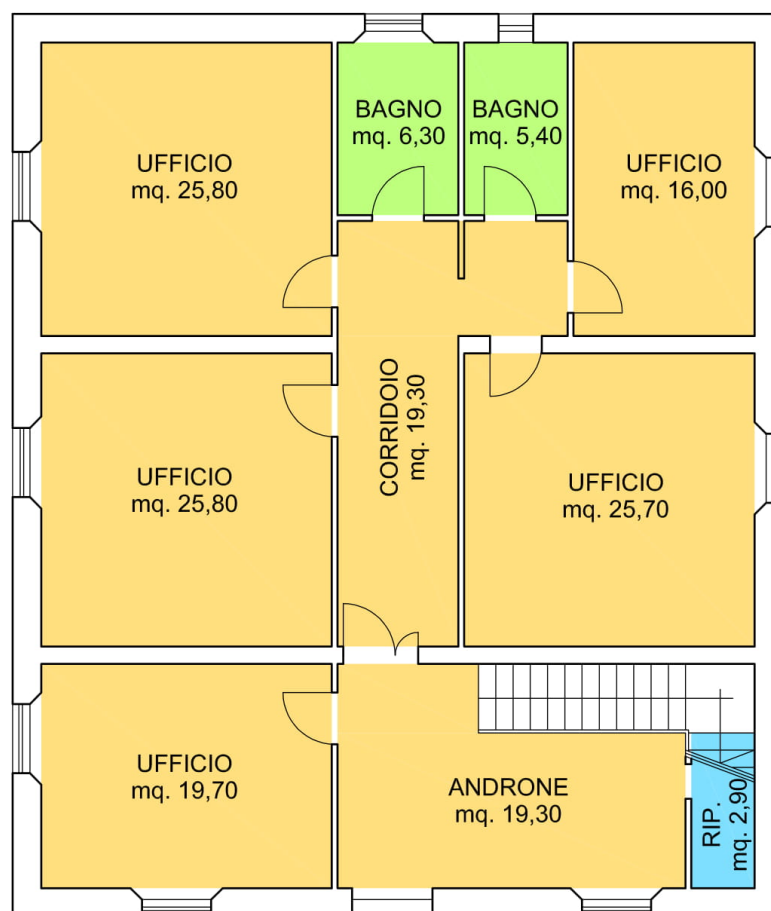 BAGNO
mq. 6,30
BAGNO
mq. 5,40
UFFICIO
mq. 25,80
UFFICIO
mq. 16,00
CORRIDOIO
mq. 19,30
UFFICIO
mq. 25,80
UFFICIO
mq. 25,70
UFFICIO
mq. 19,70
ANDRONE
mq. 19,30
RIP.
mq. 2,90